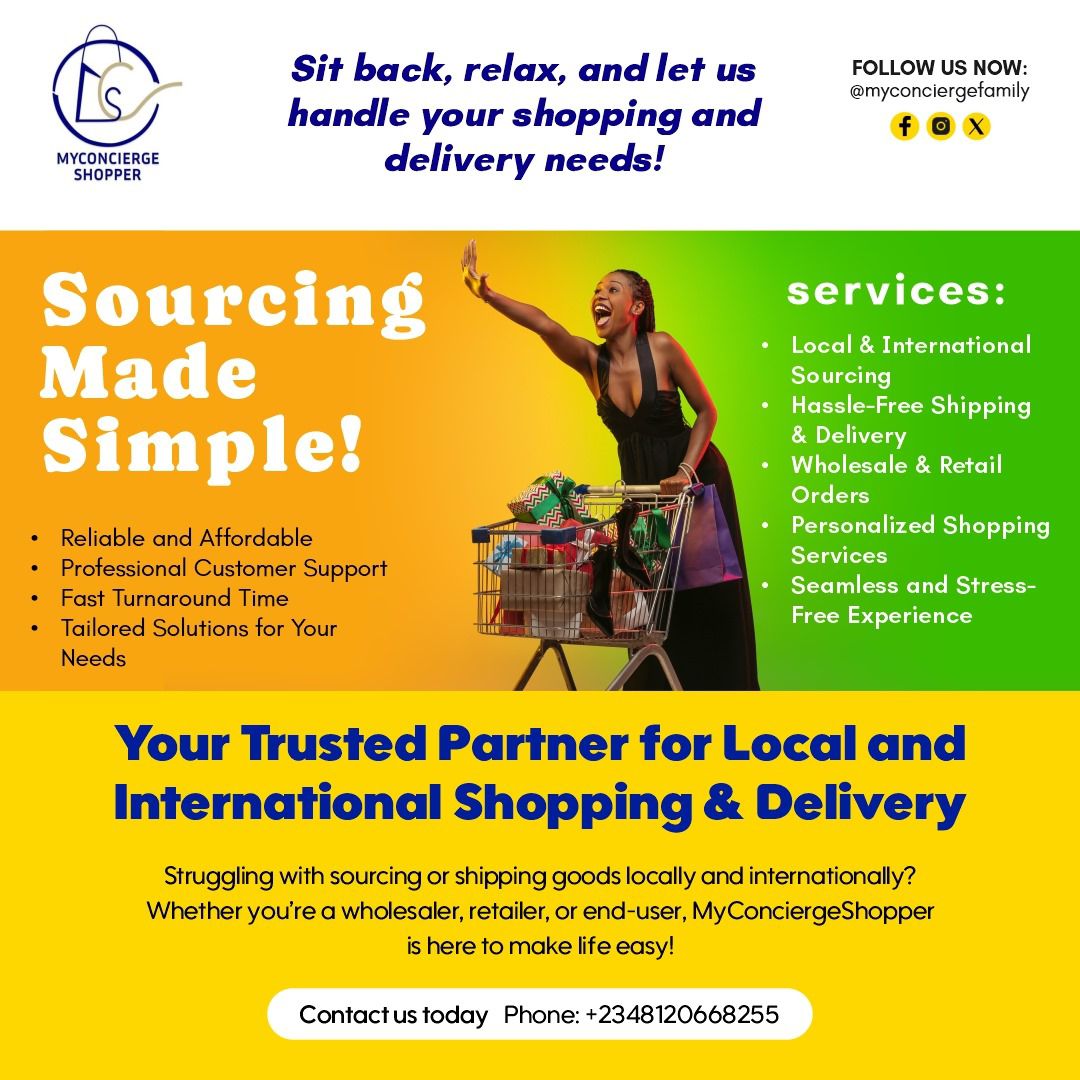 MYCONCIERGE
SHOPPER
Sit back, relax, and let us
handle your shopping and
delivery needs!
FOLLOW US NOW:
@myconciergefamily
Sourcing
Made
Simple!
• Reliable and Affordable
• Professional Customer Support
• Fast Turnaround Time
• Tailored Solutions for Your
Needs
services:
• Local & International
Sourcing
• Hassle-Free Shipping
& Delivery
• Wholesale & Retail
Orders
• Personalized Shopping
Services
• Seamless and Stress-
Free Experience
Your Trusted Partner for Local and
International Shopping & Delivery
Struggling with sourcing or shipping goods locally and internationally?
Whether you're a wholesaler, retailer, or end-user, MyConciergeShopper
is here to make life easy!
Contact us today Phone: +2348120668255